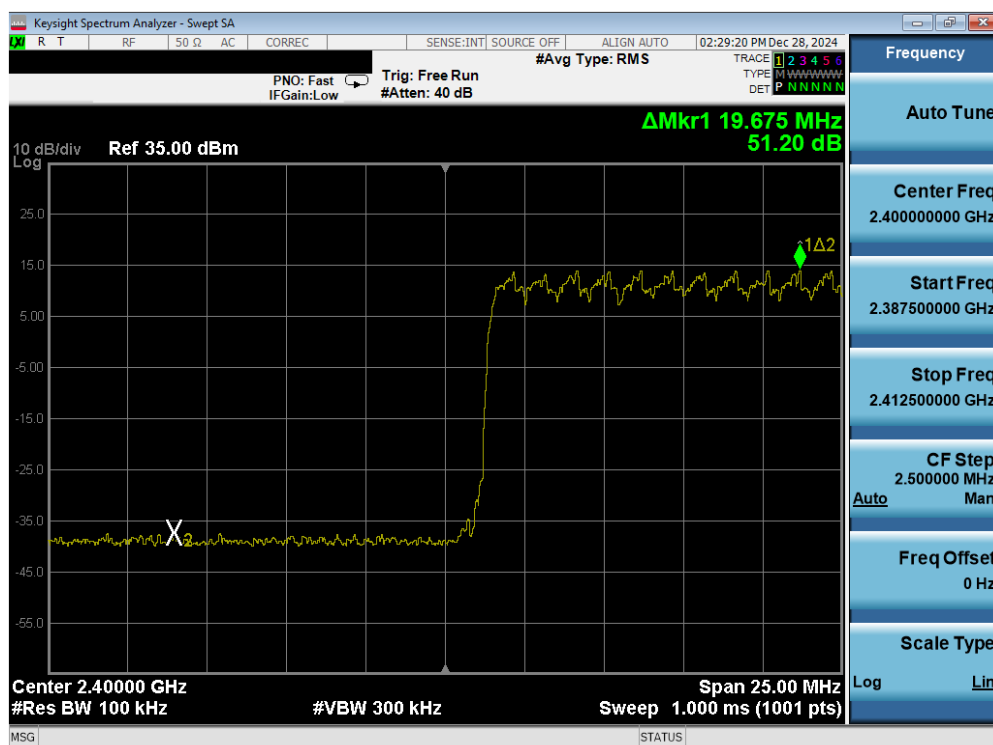 Keysight Spectrum Analyzer - Swept SA
LXI R T RF 50 Ω AC CORREC SENSE:INT SOURCE OFF ALIGN AUTO 02:29:20 PM Dec 28, 2024
PNO: Fast
IFGain:Low
Trig: Free Run
#Atten: 40 dB
#Avg Type: RMS
TRACE 1 2 3 4 5 6
TYPE M WWWWW
DET P N N N N N
ΔMkr1 19.675 MHz
51.20 dB
10 dB/div
Log
Ref 35.00 dBm
25.0
15.0
5.00
-5.00
-15.0
-25.0
-35.0
-45.0
-55.0
1Δ2
X2
Center 2.40000 GHz
Span 25.00 MHz
#Res BW 100 kHz
#VBW 300 kHz
Sweep 1.000 ms (1001 pts)
MSG
STATUS
Frequency
Auto Tune
Center Freq
2.400000000 GHz
Start Freq
2.387500000 GHz
Stop Freq
2.412500000 GHz
CF Step
2.500000 MHz
Auto Man
Freq Offset
0 Hz
Scale Type
Log Lin